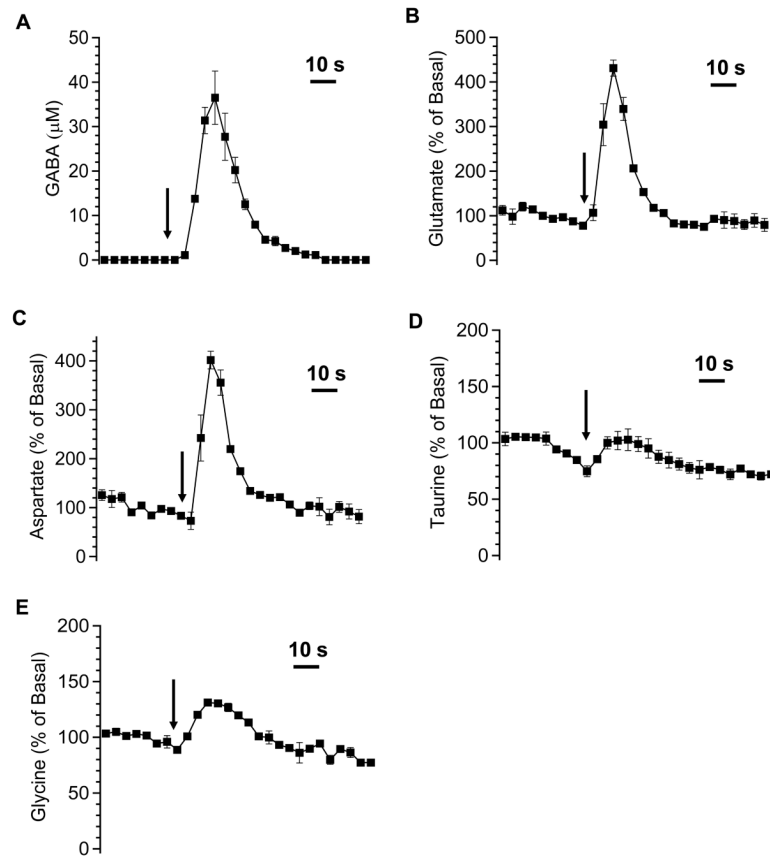 A
GABA (µM)
50
40
30
20
10
0
10 s
B
Glutamate (% of Basal)
500
400
300
200
100
0
10 s
C
Aspartate (% of Basal)
400
300
200
100
0
10 s
D
Taurine (% of Basal)
200
150
100
50
0
10 s
E
Glycine (% of Basal)
200
150
100
50
0
10 s